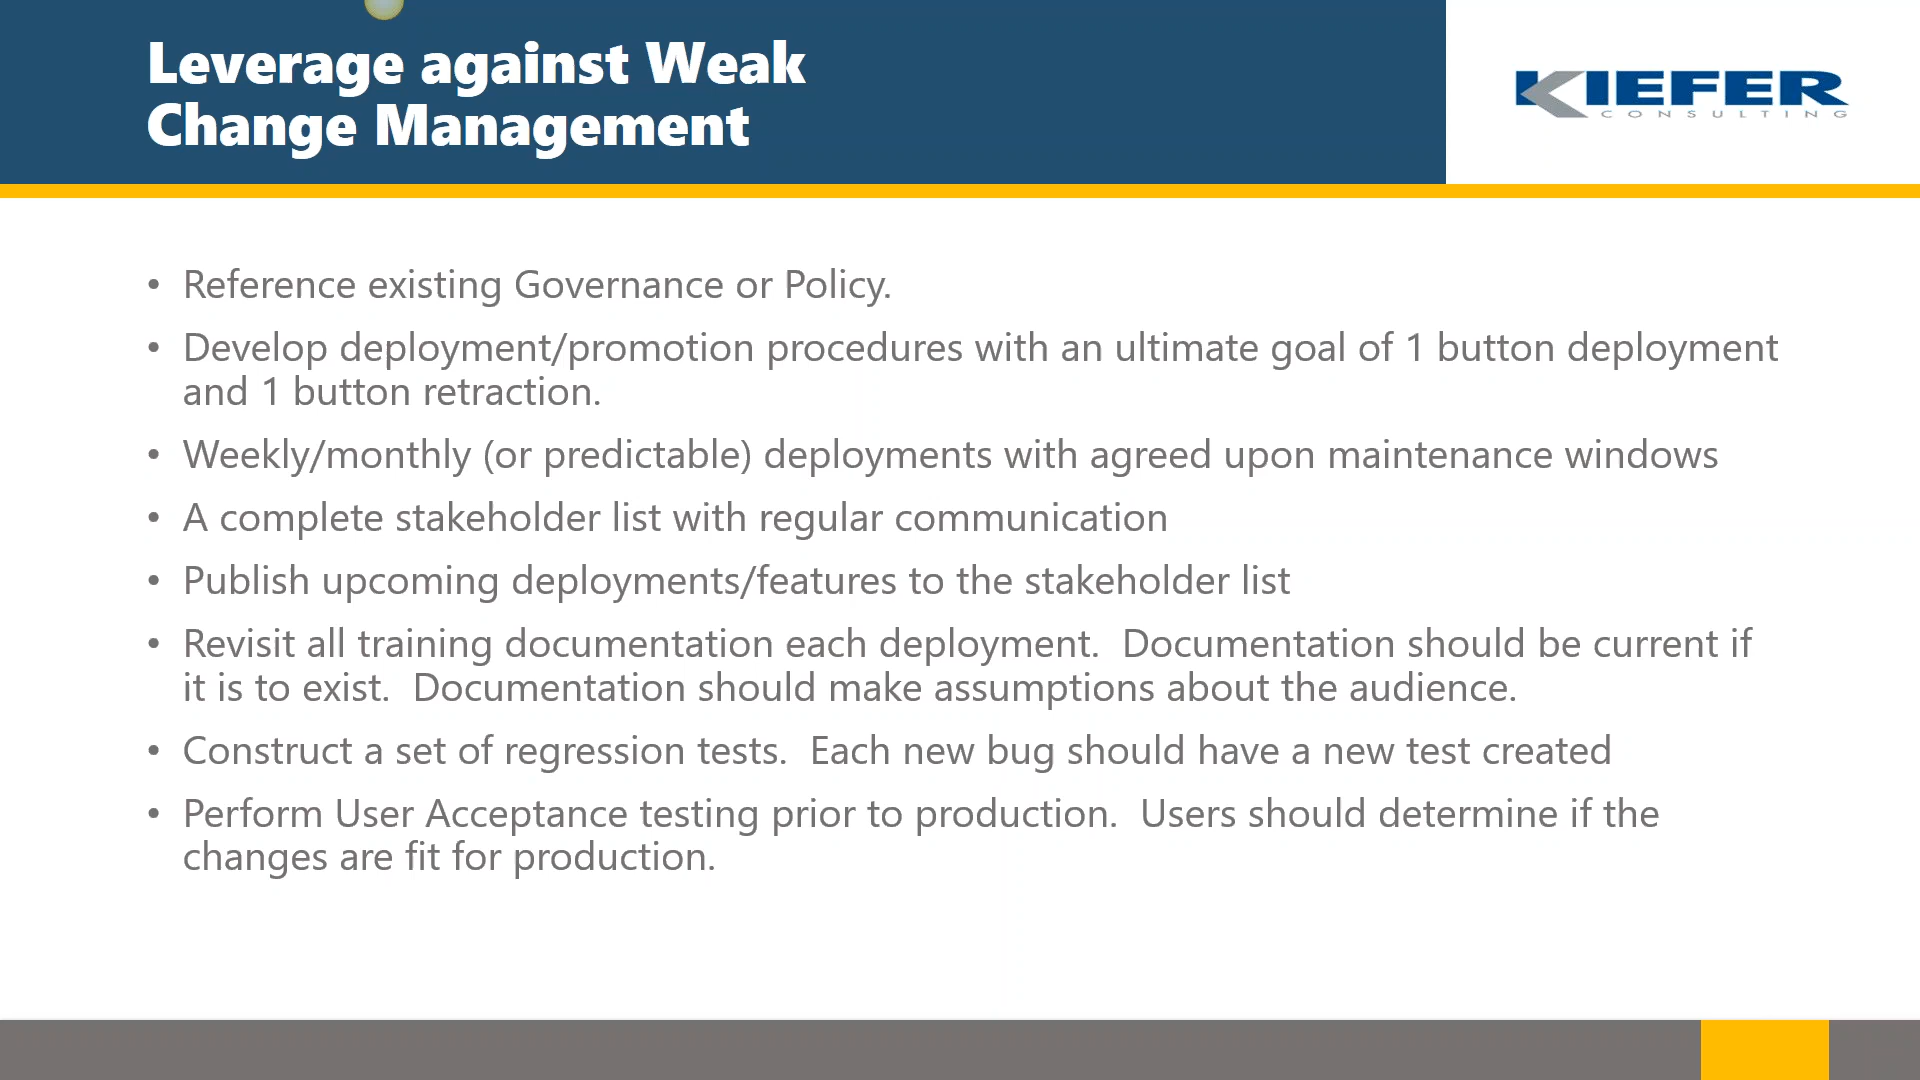 Leverage against Weak
Change Management
KIEFER
CONSULTING
• Reference existing Governance or Policy.
• Develop deployment/promotion procedures with an ultimate goal of 1 button deployment
and 1 button retraction.
• Weekly/monthly (or predictable) deployments with agreed upon maintenance windows
• A complete stakeholder list with regular communication
• Publish upcoming deployments/features to the stakeholder list
• Revisit all training documentation each deployment.  Documentation should be current if
it is to exist.  Documentation should make assumptions about the audience.
• Construct a set of regression tests.  Each new bug should have a new test created
• Perform User Acceptance testing prior to production.  Users should determine if the
changes are fit for production.